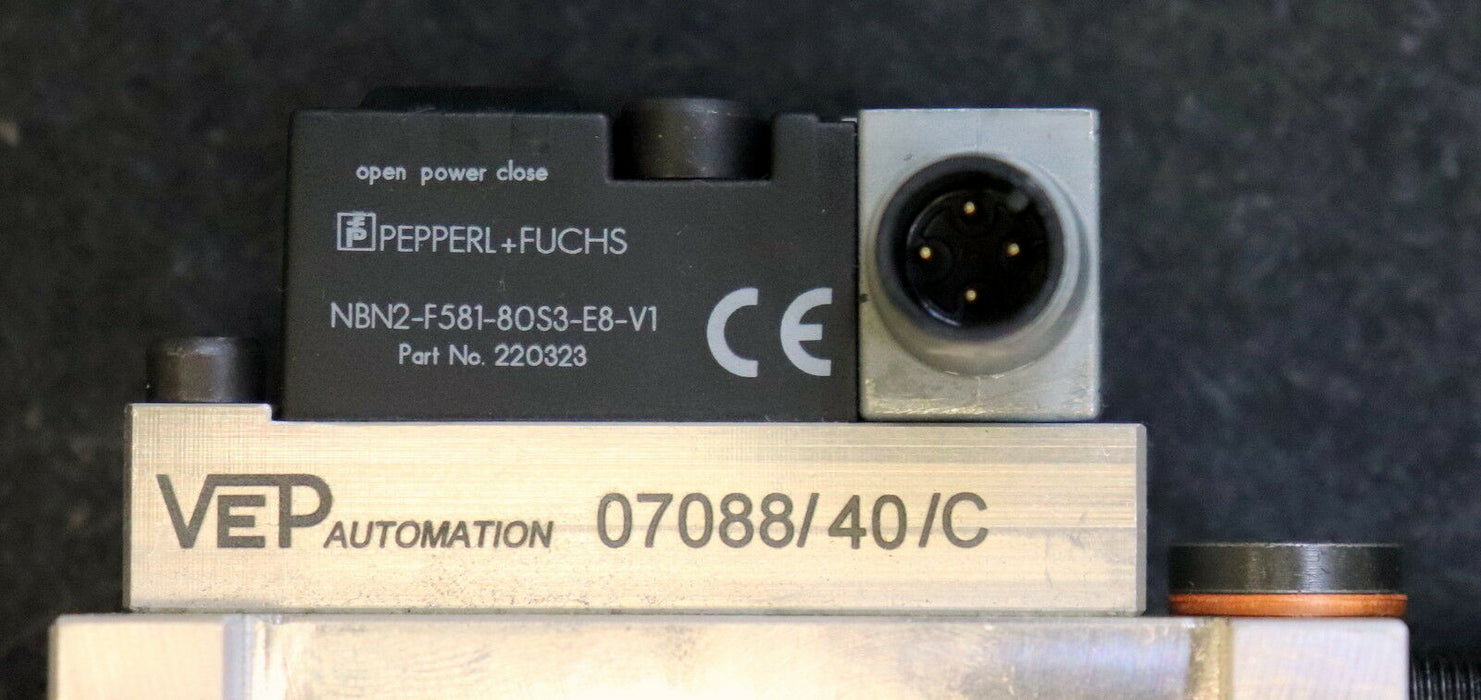 open power close
PEPPERL+FUCHS
NBN2-F581-80S3-E8-V1
Part No. 220323
CE
VEP AUTOMATION 07088/40/C